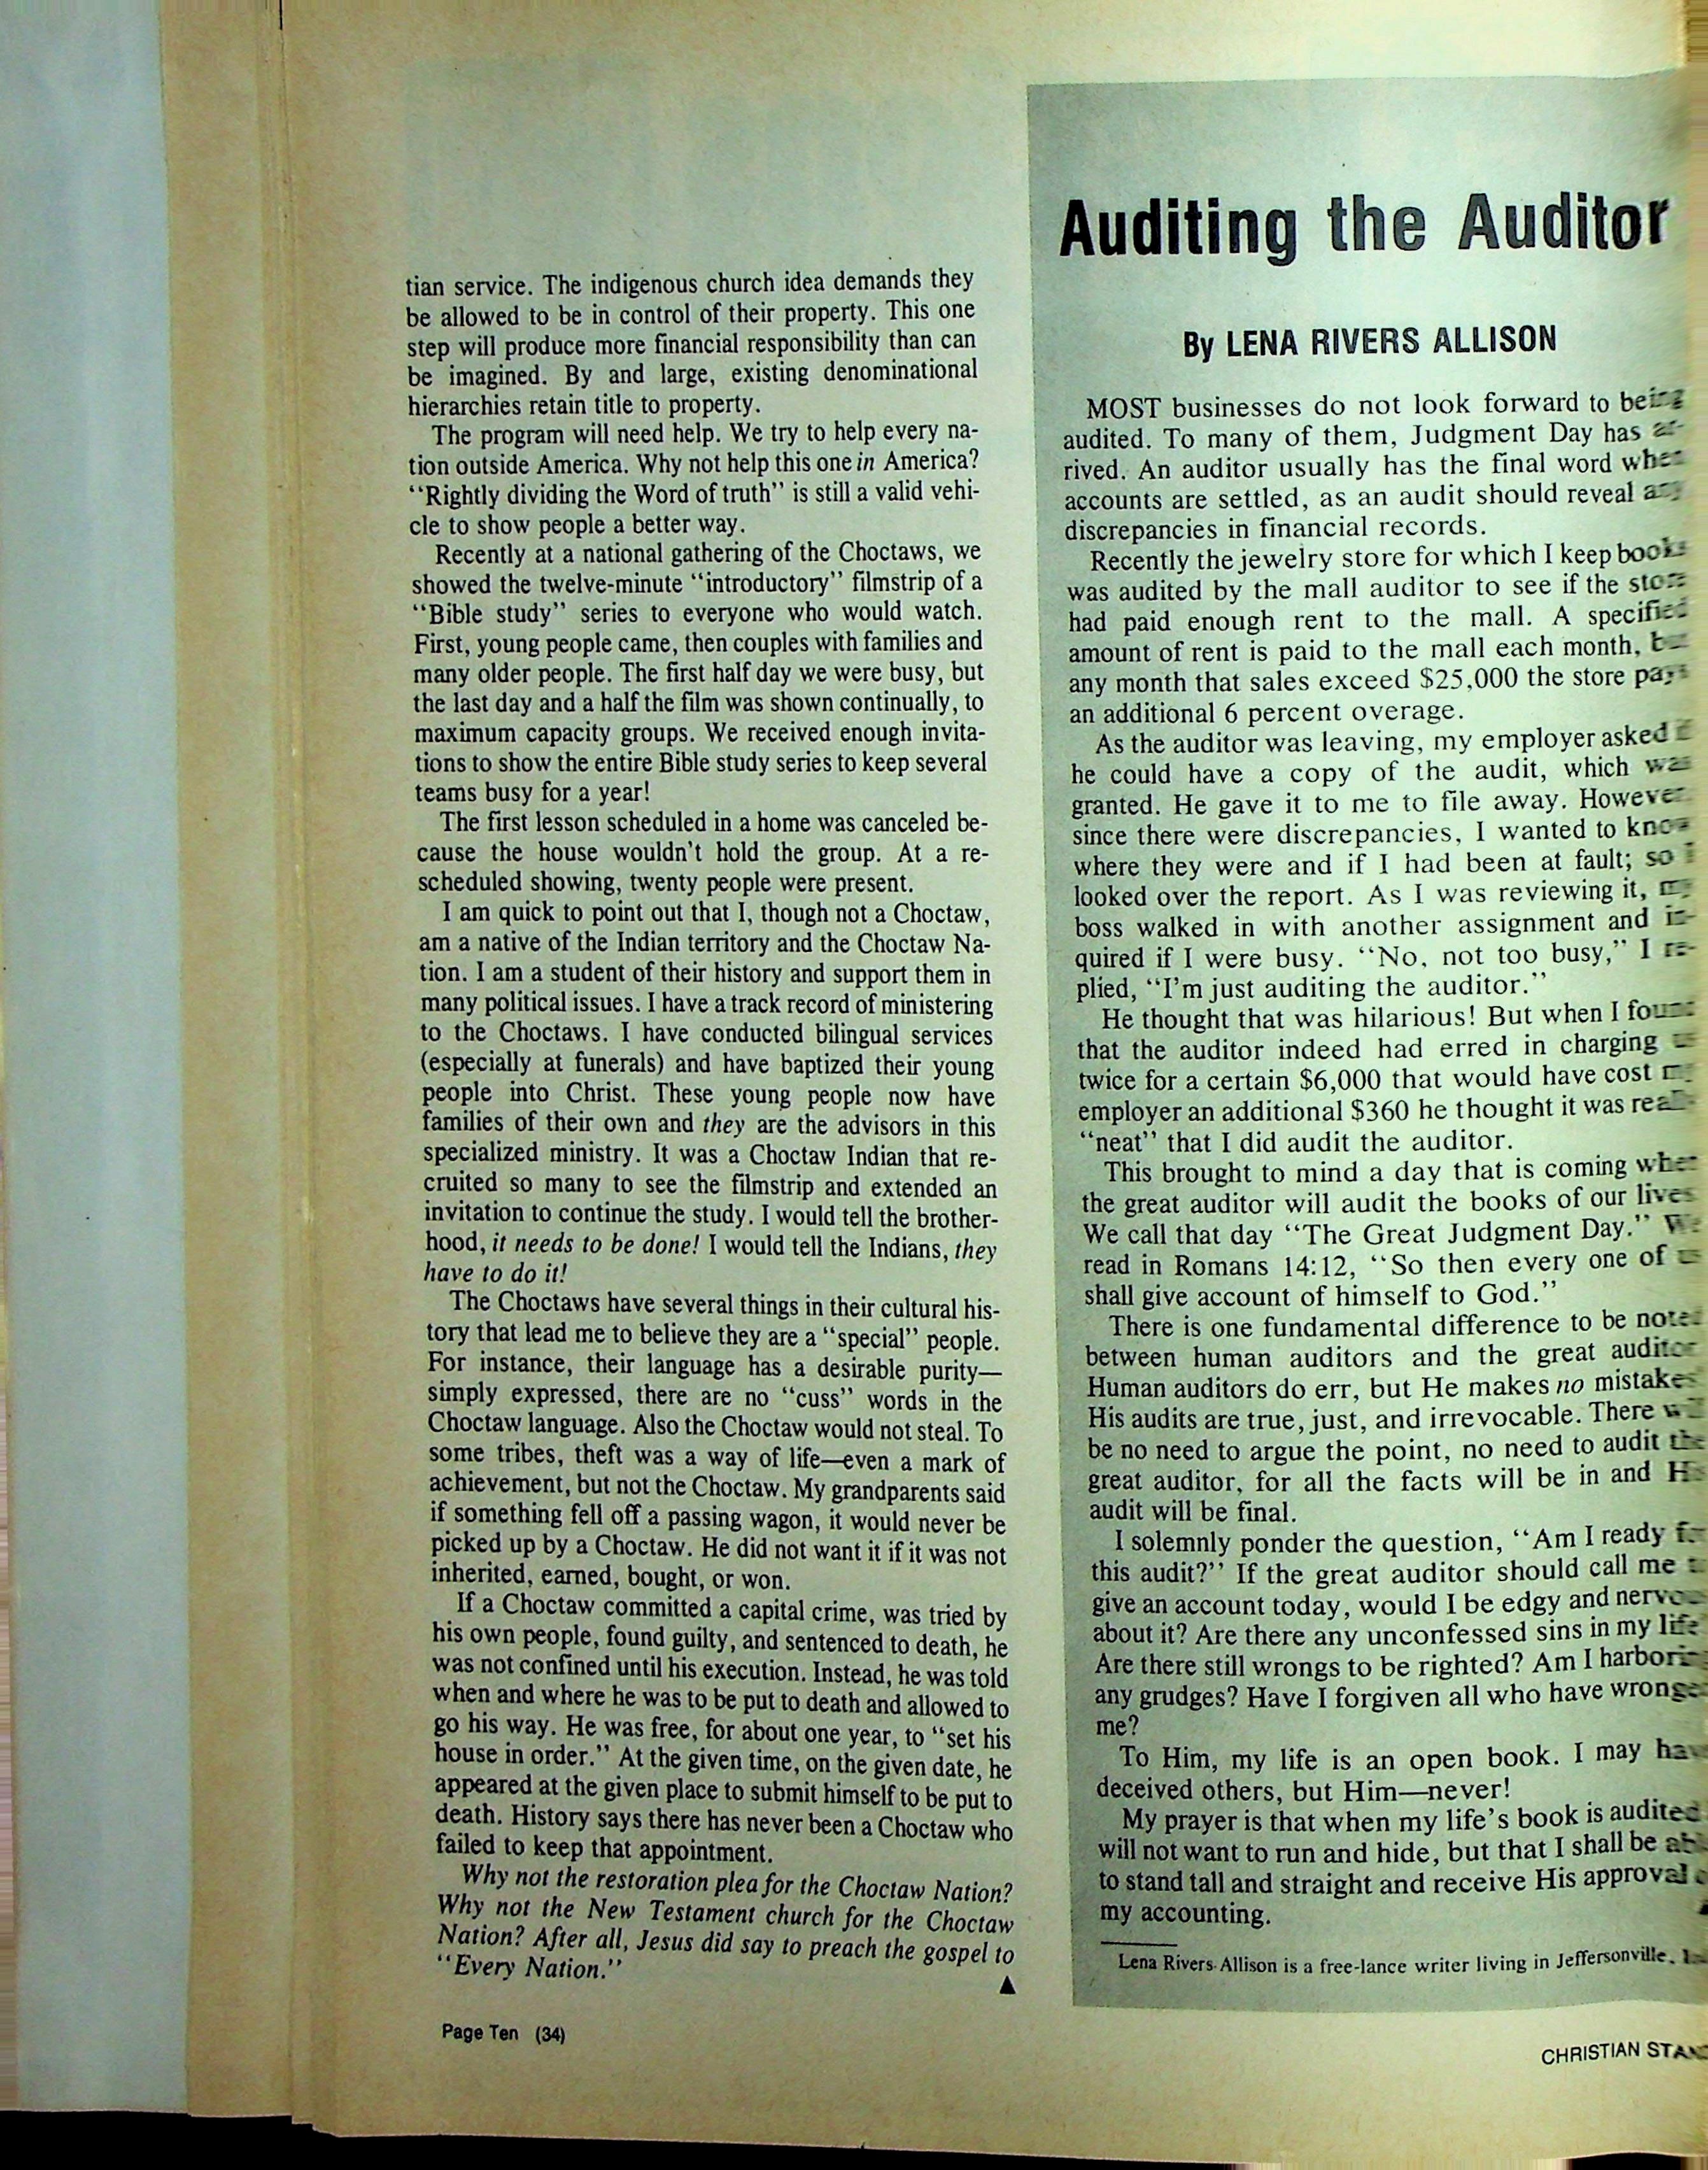 tian service. The indigenous church idea demands they
be allowed to be in control of their property. This one
step will produce more financial responsibility than can
be imagined. By and large, existing denominational
hierarchies retain title to property.
The program will need help. We try to help every na-
tion outside America. Why not help this one in America?
“Rightly dividing the Word of truth” is still a valid vehi-
cle to show people a better way.
Recently at a national gathering of the Choctaws, we
showed the twelve-minute “introductory” filmstrip of a
“Bible study” series to everyone who would watch.
First, young people came, then couples with families and
many older people. The first half day we were busy, but
the last day and a half the film was shown continually, to
maximum capacity groups. We received enough invita-
tions to show the entire Bible study series to keep several
teams busy for a year!
The first lesson scheduled in a home was canceled be-
cause the house wouldn't hold the group. At a re-
scheduled showing, twenty people were present.
I am quick to point out that I, though not a Choctaw,
am a native of the Indian territory and the Choctaw Na-
tion. I am a student of their history and support them in
many political issues. I have a track record of ministering
to the Choctaws. I have conducted bilingual services
(especially at funerals) and have baptized their young
people into Christ. These young people now have
families of their own and they are the advisors in this
specialized ministry. It was a Choctaw Indian that re-
cruited so many to see the filmstrip and extended an
invitation to continue the study. I would tell the brother-
hood, it needs to be done! I would tell the Indians, they
have to do it!
The Choctaws have several things in their cultural his-
tory that lead me to believe they are a “special” people.
For instance, their language has a desirable purity—
simply expressed, there are no “cuss” words in the
Choctaw language. Also the Choctaw would not steal. To
some tribes, theft was a way of life—even a mark of
achievement, but not the Choctaw. My grandparents said
if something fell off a passing wagon, it would never be
picked up by a Choctaw. He did not want it if it was not
inherited, earned, bought, or won.
If a Choctaw committed a capital crime, was tried by
his own people, found guilty, and sentenced to death, he
was not confined until his execution. Instead, he was told
when and where he was to be put to death and allowed to
go his way. He was free, for about one year, to “set his
house in order.” At the given time, on the given date, he
appeared at the given place to submit himself to be put to
death. History says there has never been a Choctaw who
failed to keep that appointment.
Why not the restoration plea for the Choctaw Nation?
Why not the New Testament church for the Choctaw
Nation? After all, Jesus did say to preach the gospel to
“Every Nation.”
▲
Page Ten (34)
Auditing the Auditor
By LENA RIVERS ALLISON
MOST businesses do not look forward to being
audited. To many of them, Judgment Day has ar-
rived. An auditor usually has the final word when
accounts are settled, as an audit should reveal any
discrepancies in financial records.
Recently the jewelry store for which I keep books
was audited by the mall auditor to see if the store
had paid enough rent to the mall. A specified
amount of rent is paid to the mall each month, but
any month that sales exceed $25,000 the store pays
an additional 6 percent overage.
As the auditor was leaving, my employer asked if
he could have a copy of the audit, which was
granted. He gave it to me to file away. However
since there were discrepancies, I wanted to know
where they were and if I had been at fault; so I
looked over the report. As I was reviewing it, my
boss walked in with another assignment and in-
quired if I were busy. “No, not too busy,” I re-
plied, “I'm just auditing the auditor.”
He thought that was hilarious! But when I found
that the auditor indeed had erred in charging us
twice for a certain $6,000 that would have cost my
employer an additional $360 he thought it was really
“neat” that I did audit the auditor.
This brought to mind a day that is coming when
the great auditor will audit the books of our lives
We call that day “The Great Judgment Day.” We
read in Romans 14:12, “So then every one of us
shall give account of himself to God.”
There is one fundamental difference to be noted
between human auditors and the great auditor
Human auditors do err, but He makes no mistakes
His audits are true, just, and irrevocable. There will
be no need to argue the point, no need to audit the
great auditor, for all the facts will be in and His
audit will be final.
I solemnly ponder the question, “Am I ready for
this audit?” If the great auditor should call me to
give an account today, would I be edgy and nervous
about it? Are there any unconfessed sins in my life
Are there still wrongs to be righted? Am I harboring
any grudges? Have I forgiven all who have wronged
me?
To Him, my life is an open book. I may have
deceived others, but Him—never!
My prayer is that when my life's book is audited
will not want to run and hide, but that I shall be able
to stand tall and straight and receive His approval
my accounting.
Lena Rivers Allison is a free-lance writer living in Jeffersonville,
CHRISTIAN STAND